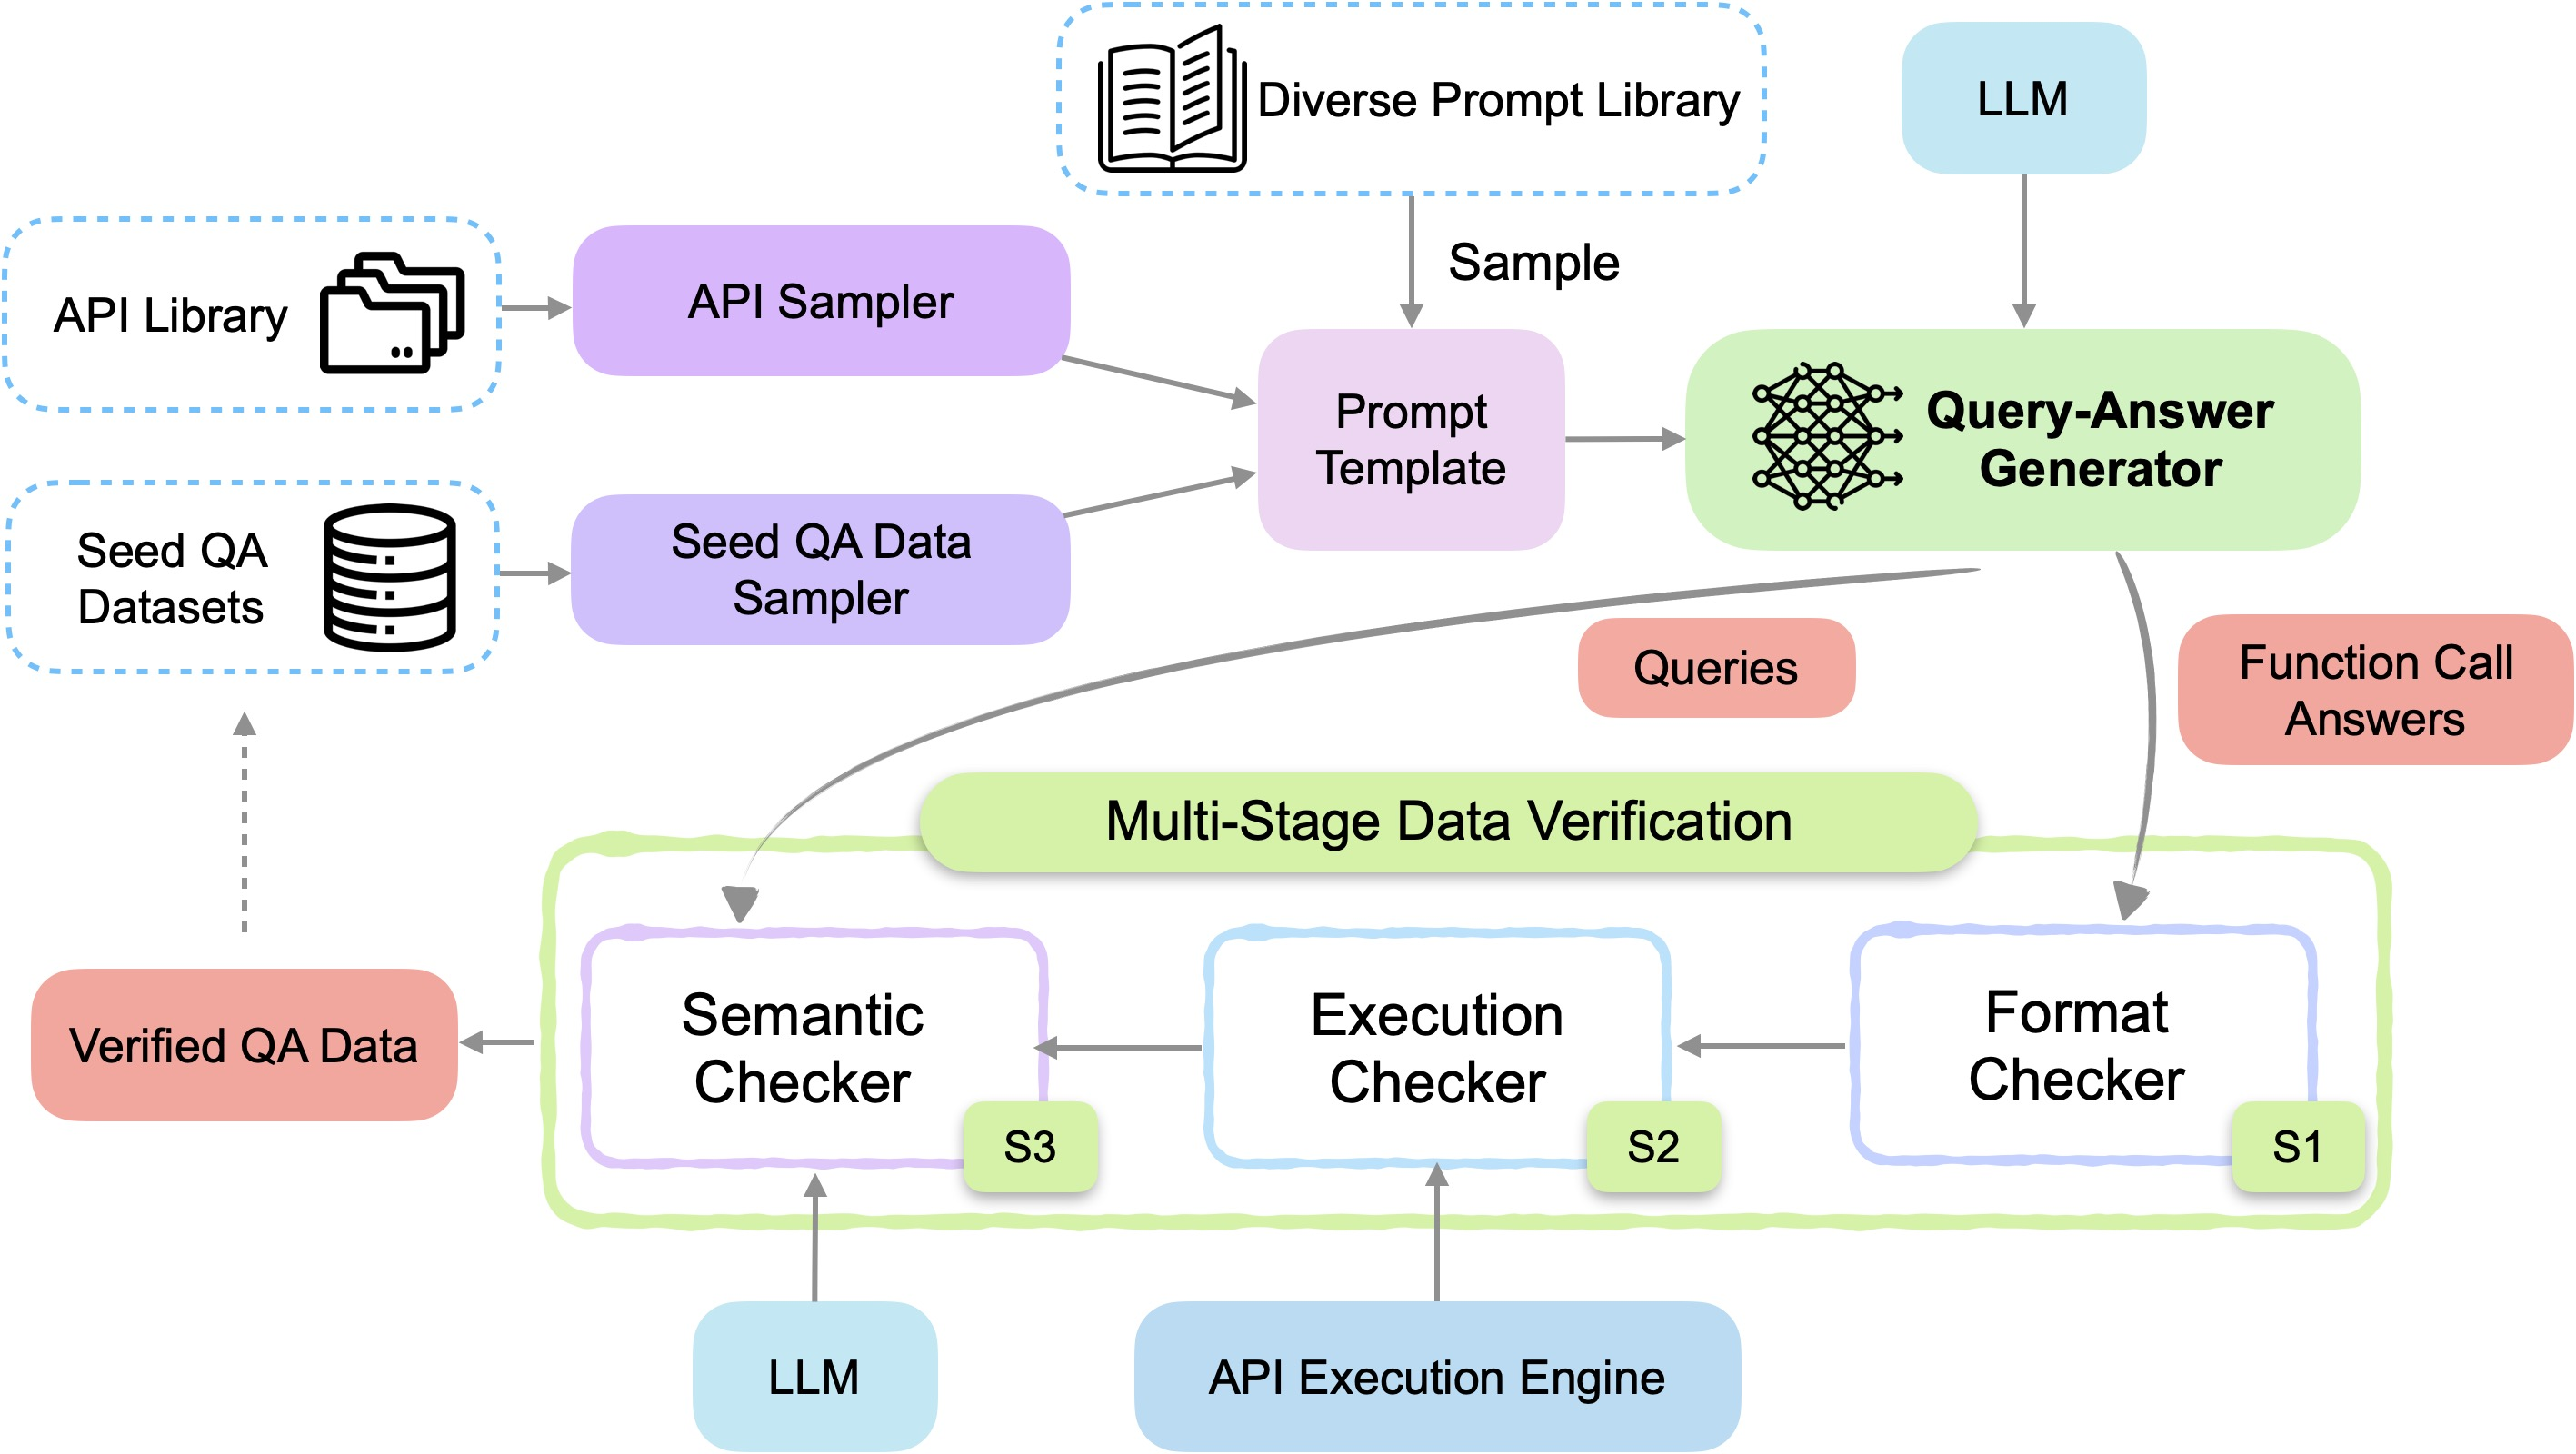 Diverse Prompt Library
LLM
API Library
API Sampler
Sample
Prompt
Template
Query-Answer
Generator
Seed QA
Datasets
Seed QA Data
Sampler
Queries
Function Call
Answers
Multi-Stage Data Verification
Verified QA Data
Semantic
Checker
S3
Execution
Checker
S2
Format
Checker
S1
LLM
API Execution Engine